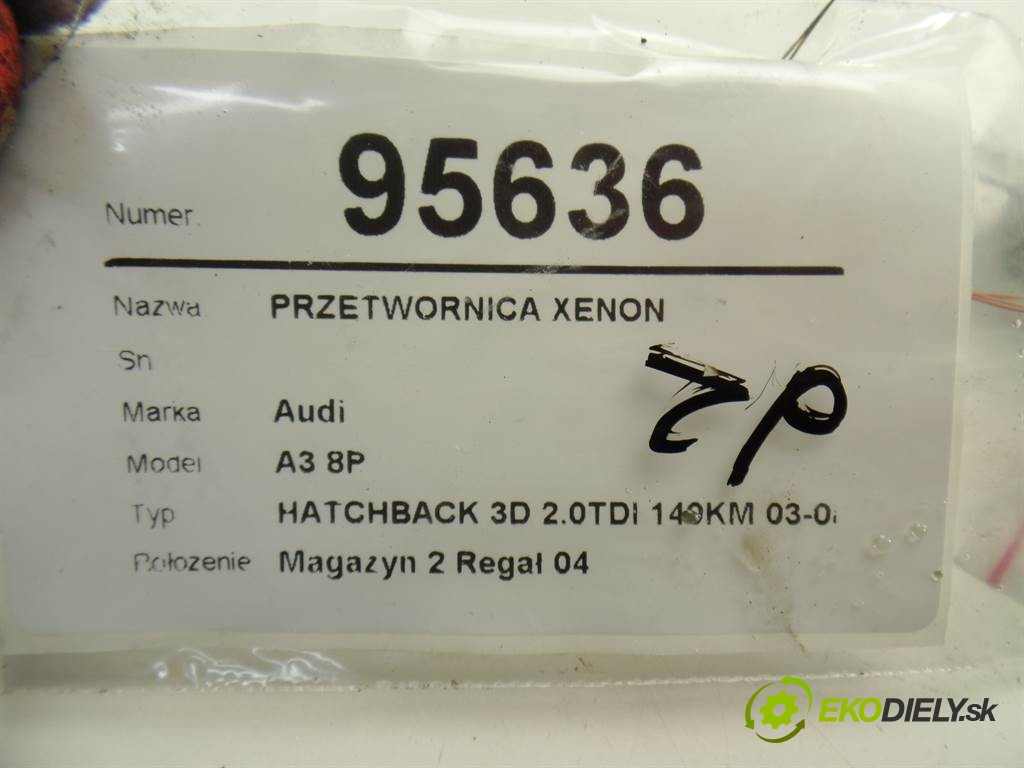 Numer. 95636
Nazwa PRZETWORNICA XENON
Sn
Marka Audi
Model A3 8P
Typ HATCHBACK 3D 2.0TDI 140KM
Położenie Magazyn 2 Regał 04
ZP
EKODIELY.sk